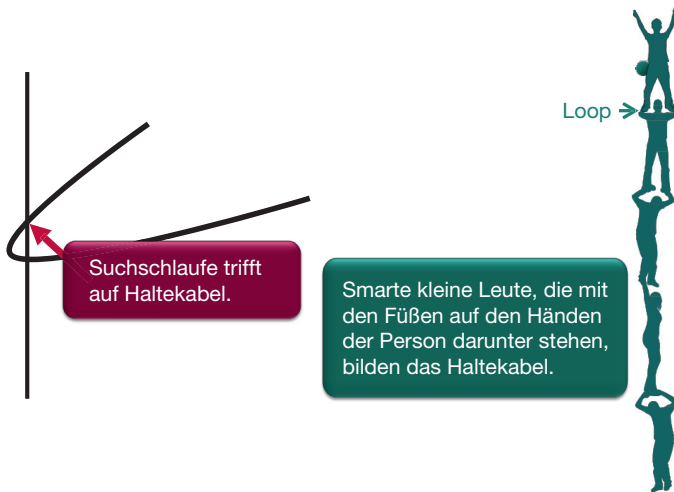 Loop
Suchschlaufe trifft
auf Haltekabel.
Smarte kleine Leute, die mit
den Füßen auf den Händen
der Person darunter stehen,
bilden das Haltekabel.